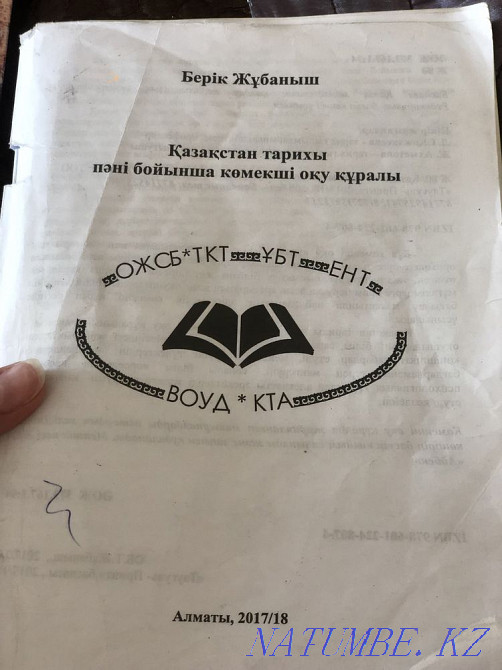 Берік Жұбаныш
Қазақстан тарихы
пәні бойынша көмекші оқу құралы
ОЖСБ*ТКТ ҰБТ ЕНТ
ВОУД * КТА
Алматы, 2017/18
NATUMBE.KZ